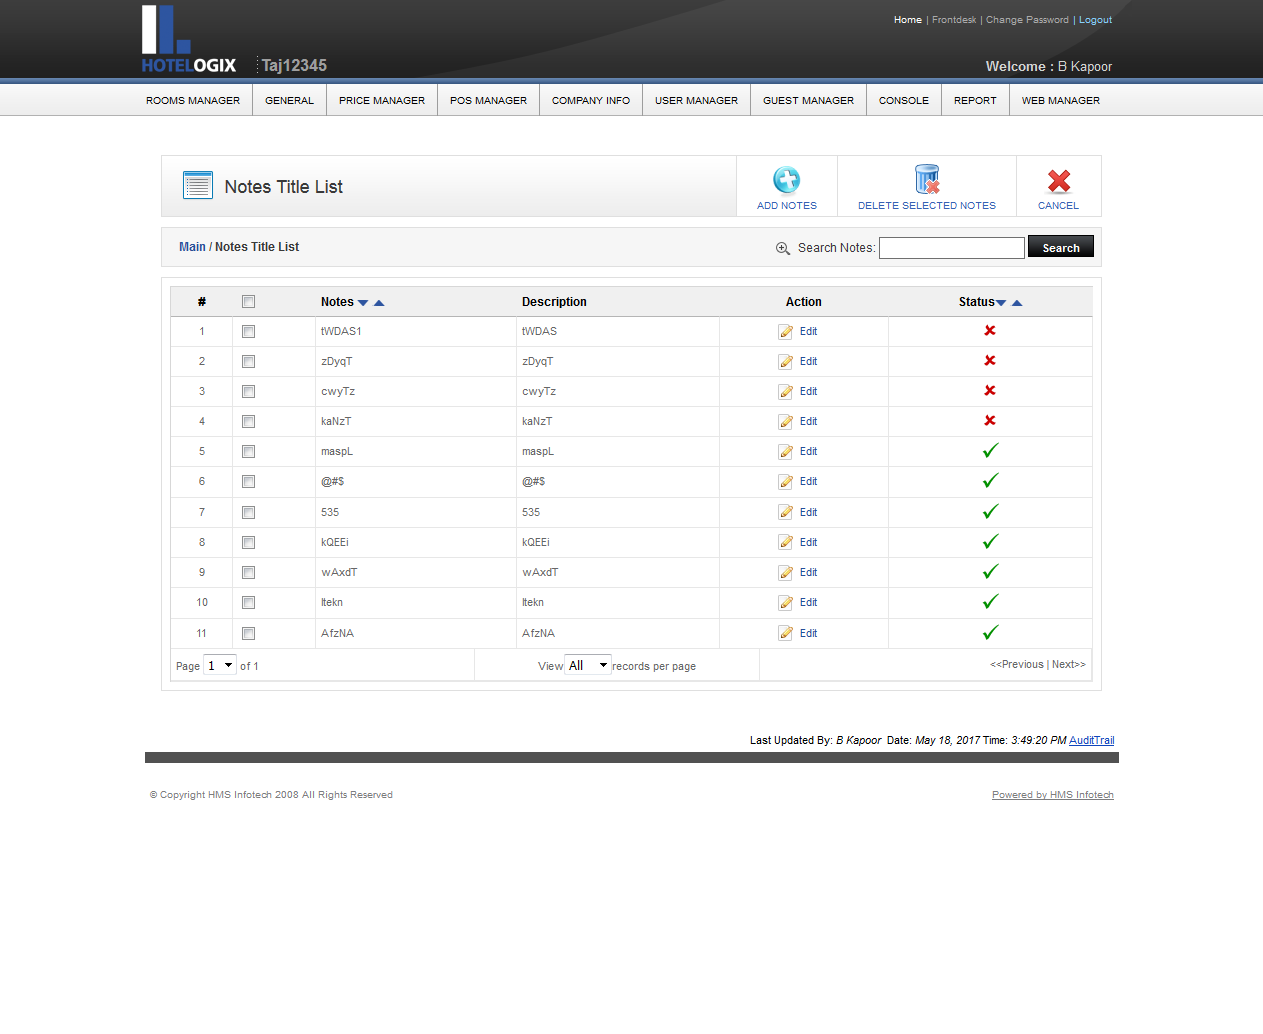 Home | Frontdesk | Change Password | Logout
HOTELOGIX Taj12345
Welcome : B Kapoor
ROOMS MANAGER GENERAL PRICE MANAGER POS MANAGER COMPANY INFO USER MANAGER GUEST MANAGER CONSOLE REPORT WEB MANAGER
Notes Title List
ADD NOTES DELETE SELECTED NOTES CANCEL
Main / Notes Title List Search Notes: Search
# Notes Description Action Status
1 tWDAS1 tWDAS Edit
2 zDyqT zDyqT Edit
3 cwyTz cwyTz Edit
4 kaNzT kaNzT Edit
5 maspL maspL Edit
6 @#$ @#$ Edit
7 535 535 Edit
8 kQEEi kQEEi Edit
9 wAxdT wAxdT Edit
10 ltekn ltekn Edit
11 AfzNA AfzNA Edit
Page 1 of 1 View All records per page <<Previous | Next>>
Last Updated By: B Kapoor Date: May 18, 2017 Time: 3:49:20 PM AuditTrail
© Copyright HMS Infotech 2008 All Rights Reserved Powered by HMS Infotech